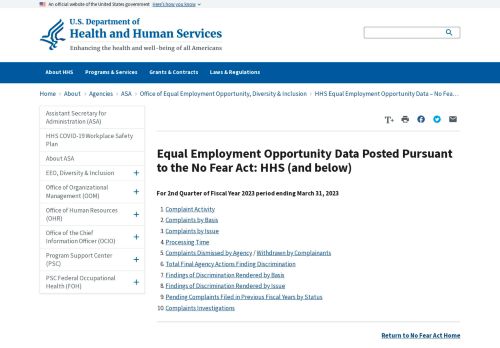 An official website of the United States government Here's how you know
U.S. Department of
Health and Human Services
Enhancing the health and well-being of all Americans
About HHS Programs & Services Grants & Contracts Laws & Regulations
Home › About › Agencies › ASA › Office of Equal Employment Opportunity, Diversity & Inclusion › HHS Equal Employment Opportunity Data – No Fea…
Assistant Secretary for
Administration (ASA)
HHS COVID-19 Workplace Safety
Plan
About ASA
EEO, Diversity & Inclusion +
Office of Organizational
Management (OOM) +
Office of Human Resources
(OHR) +
Office of the Chief
Information Officer (OCIO) +
Program Support Center
(PSC) +
PSC Federal Occupational
Health (FOH) +
T+
Equal Employment Opportunity Data Posted Pursuant
to the No Fear Act: HHS (and below)
For 2nd Quarter of Fiscal Year 2023 period ending March 31, 2023
1. Complaint Activity
2. Complaints by Basis
3. Complaints by Issue
4. Processing Time
5. Complaints Dismissed by Agency / Withdrawn by Complainants
6. Total Final Agency Actions Finding Discrimination
7. Findings of Discrimination Rendered by Basis
8. Findings of Discrimination Rendered by Issue
9. Pending Complaints Filed in Previous Fiscal Years by Status
10. Complaints Investigations
Return to No Fear Act Home